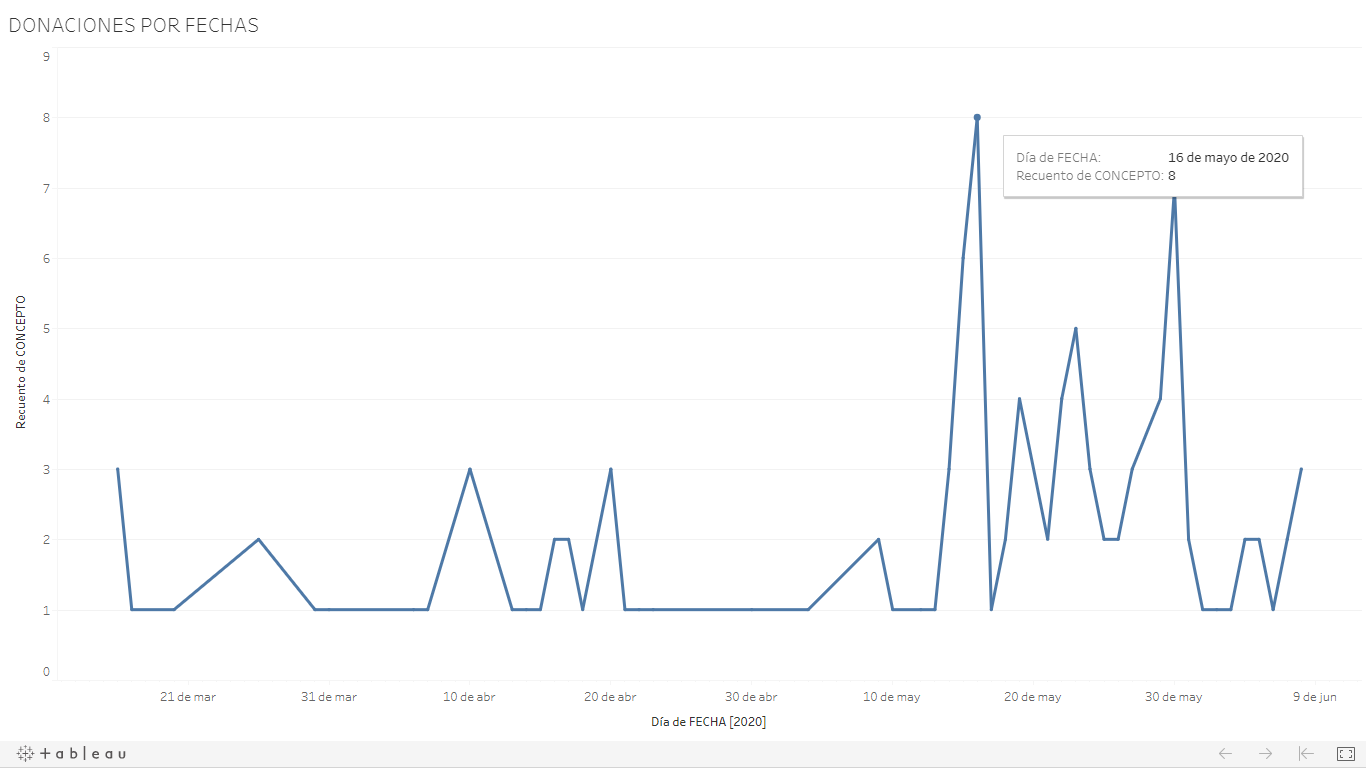 DONACIONES POR FECHAS
9
8
7
6
5
4
3
2
1
0
Recuento de CONCEPTO
Día de FECHA: 16 de mayo de 2020
Recuento de CONCEPTO: 8
21 de mar
31 de mar
10 de abr
20 de abr
30 de abr
10 de may
20 de may
30 de may
9 de jun
Día de FECHA [2020]
+ a b | e a u